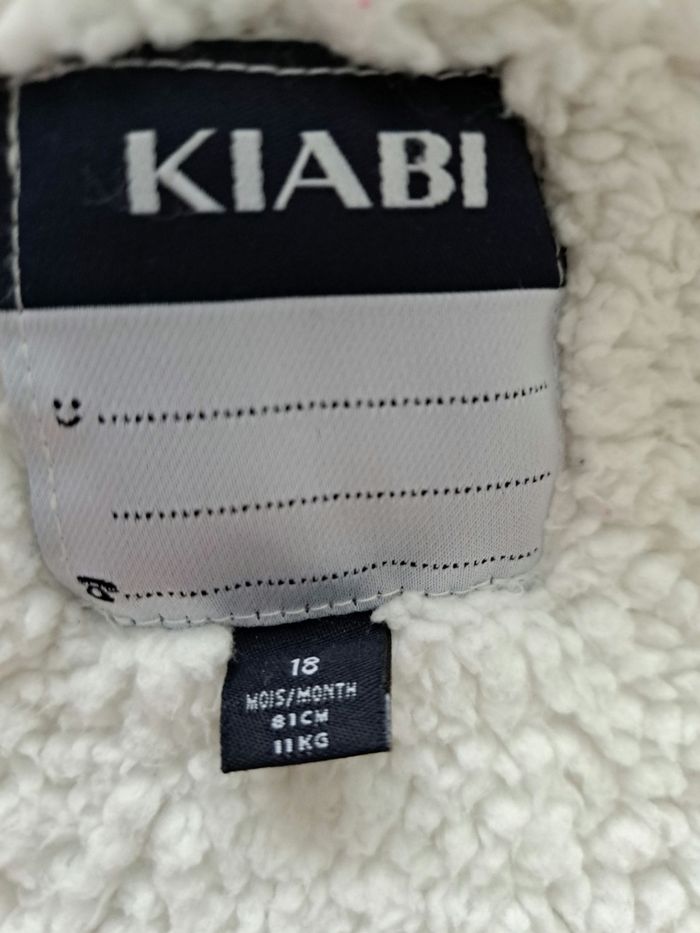 KIABI
18
MOIS/MONTH
81CM
11KG